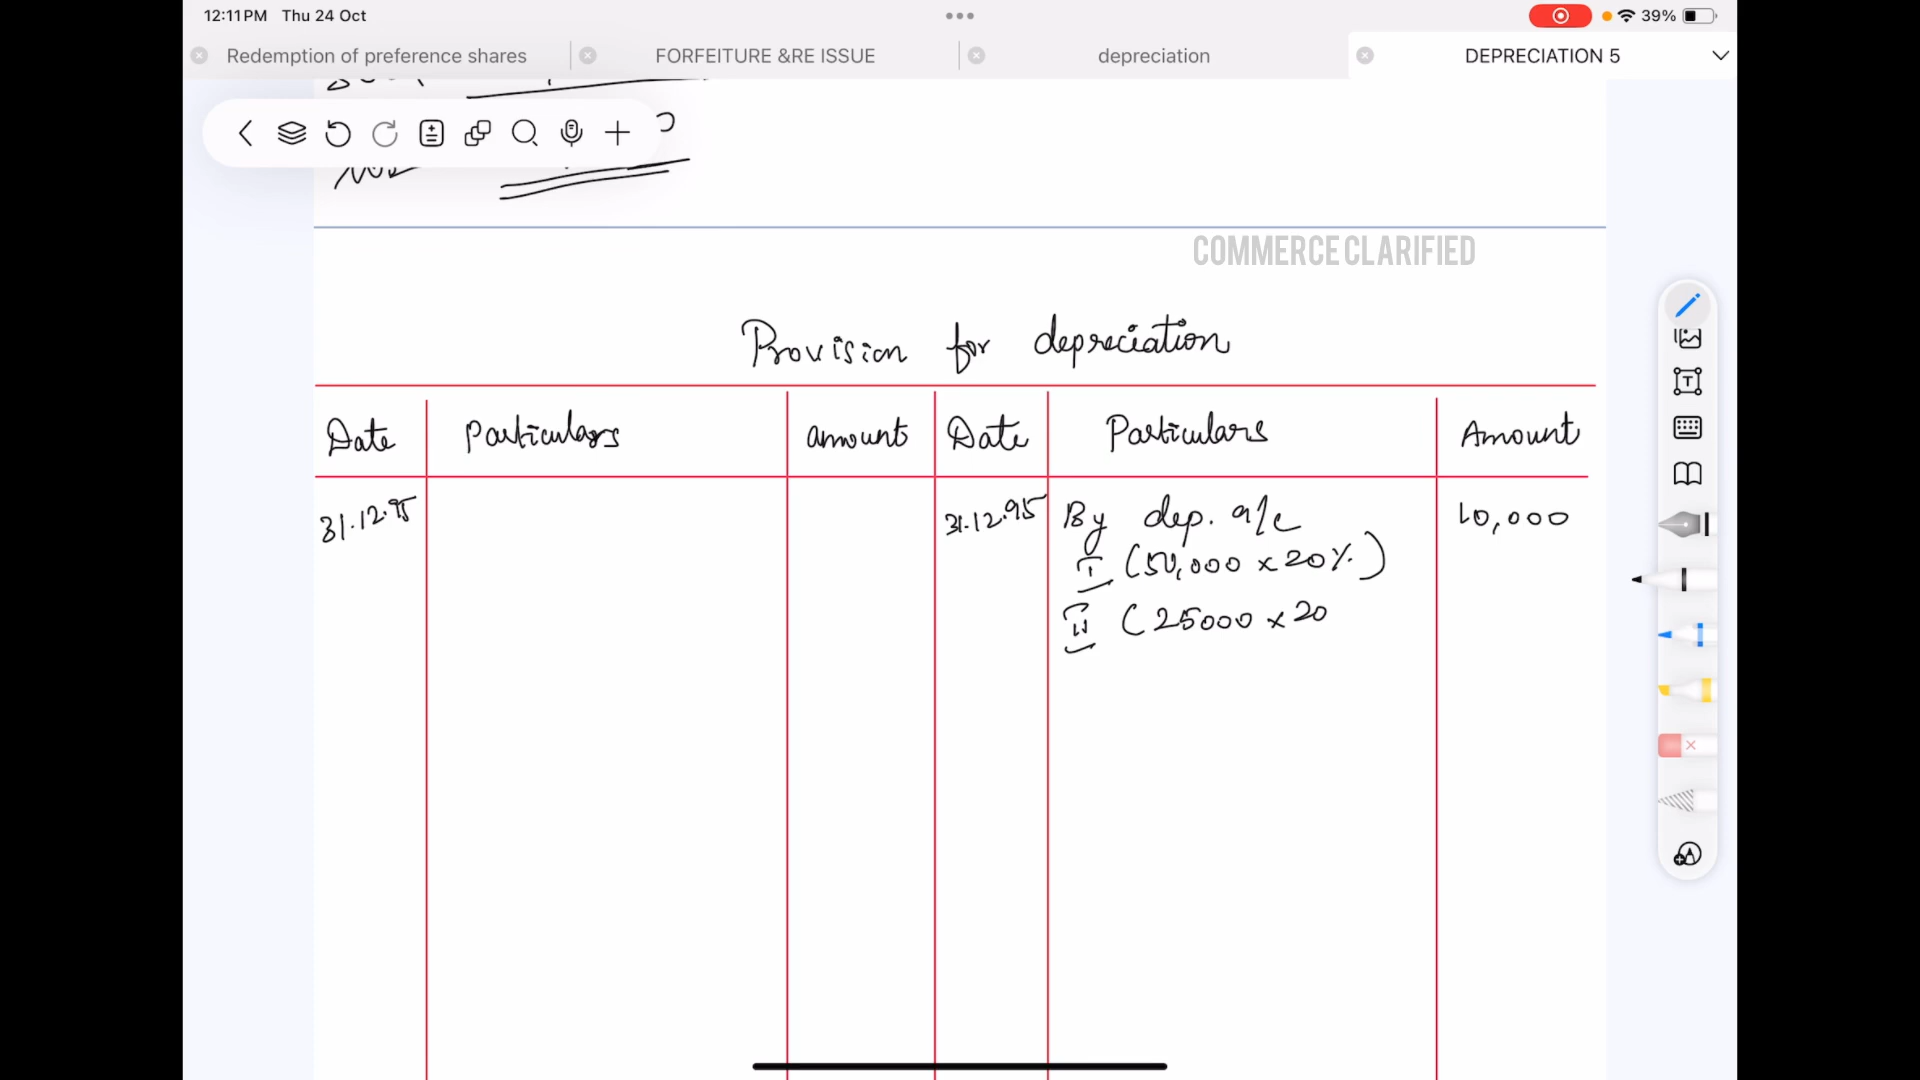 12:11 PM Thu 24 Oct
39%
Redemption of preference shares
FORFEITURE &RE ISSUE
depreciation
DEPRECIATION 5
COMMERCE CLARIFIED
Provision for depreciation
Date Particulars amount Date Particulars Amount
31.12.95 31.12.95 By dep. a/c 10,000
I (50,000 x 20%)
II (25000 x 20